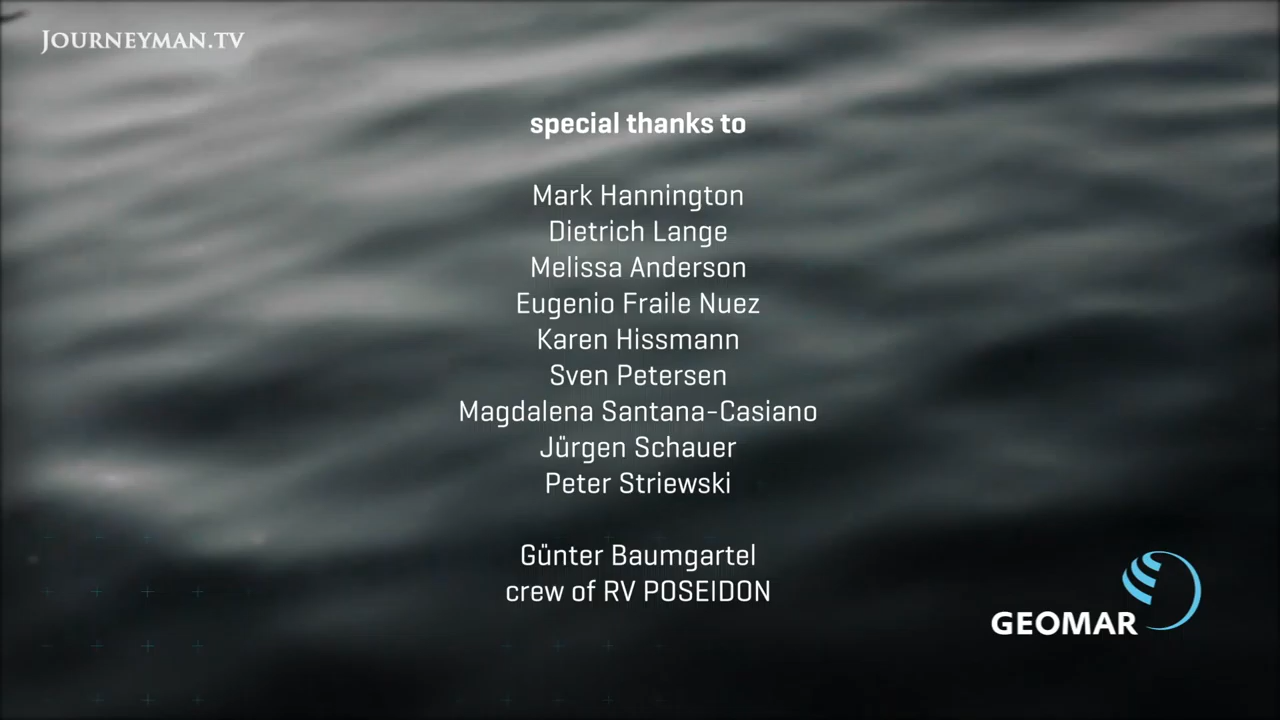 JOURNEYMAN.TV
special thanks to
Mark Hannington
Dietrich Lange
Melissa Anderson
Eugenio Fraile Nuez
Karen Hissmann
Sven Petersen
Magdalena Santana-Casiano
Jürgen Schauer
Peter Striewski
Günter Baumgartel
crew of RV POSEIDON
GEOMAR